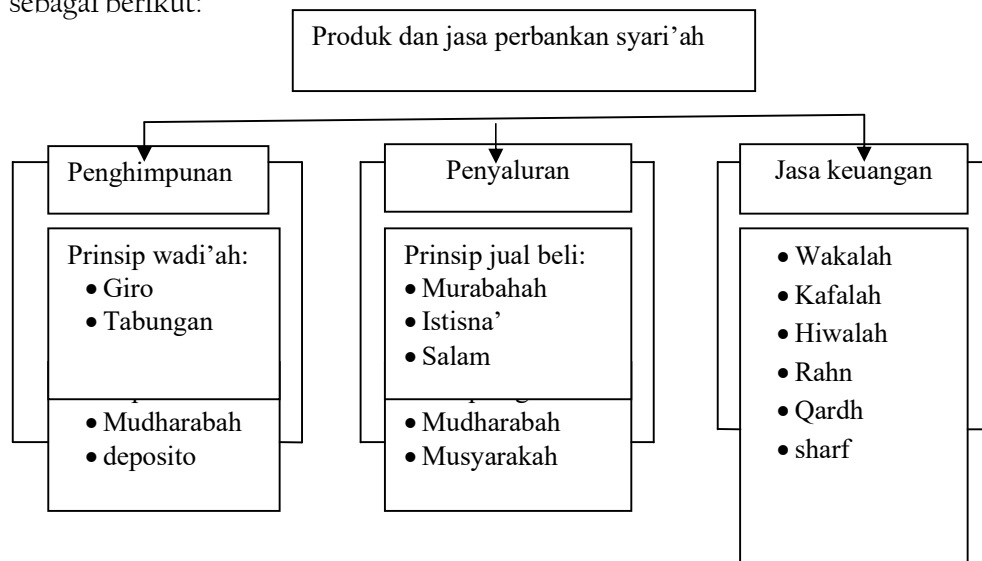 sebagai berikut:
Produk dan jasa perbankan syari’ah
Penghimpunan
Prinsip wadi’ah:
• Giro
• Tabungan
• Mudharabah
• deposito
Penyaluran
Prinsip jual beli:
• Murabahah
• Istisna’
• Salam
• Mudharabah
• Musyarakah
Jasa keuangan
• Wakalah
• Kafalah
• Hiwalah
• Rahn
• Qardh
• sharf